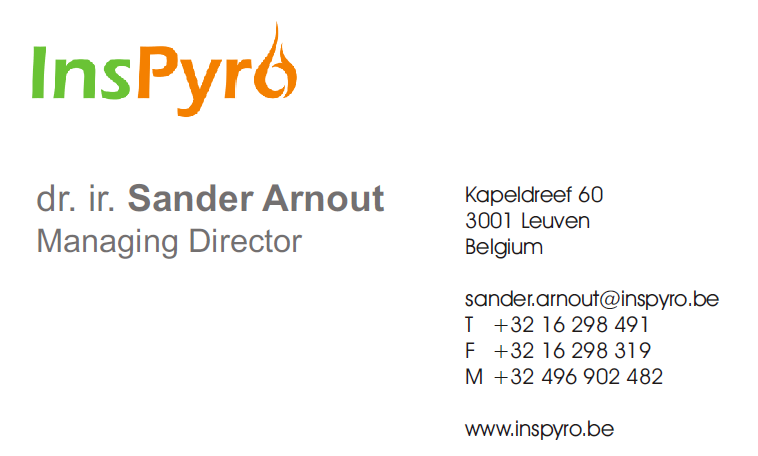 InsPyro
dr. ir. Sander Arnout
Managing Director
Kapeldreef 60
3001 Leuven
Belgium
sander.arnout@inspyro.be
T +32 16 298 491
F +32 16 298 319
M +32 496 902 482
www.inspyro.be